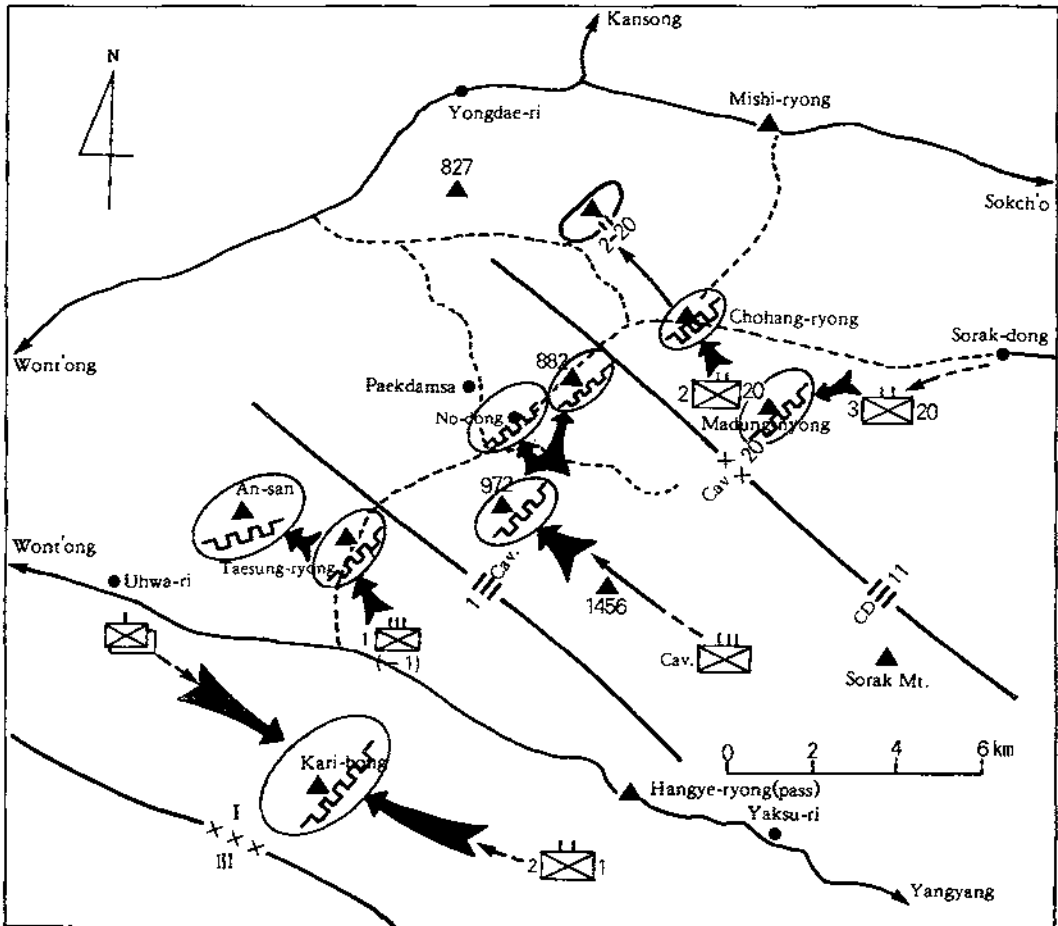 Kansong
N
Yongdae-ri
Mishi-ryong
827
Sokch'o
2-20
Chohang-ryong
Sorak-dong
Wont'ong
882
Paekdamsa
2
20
3
20
No-dong
Madungnyong
20
Cav.
972
An-san
Wont'ong
Taesung-ryong
Cav.
1
Uhwa-ri
1456
11
CD
1
(-1)
Cav.
Sorak Mt.
0 2 4 6 km
Kari-bong
Hangye-ryong(pass)
Yaksu-ri
I
III
2
1
Yangyang